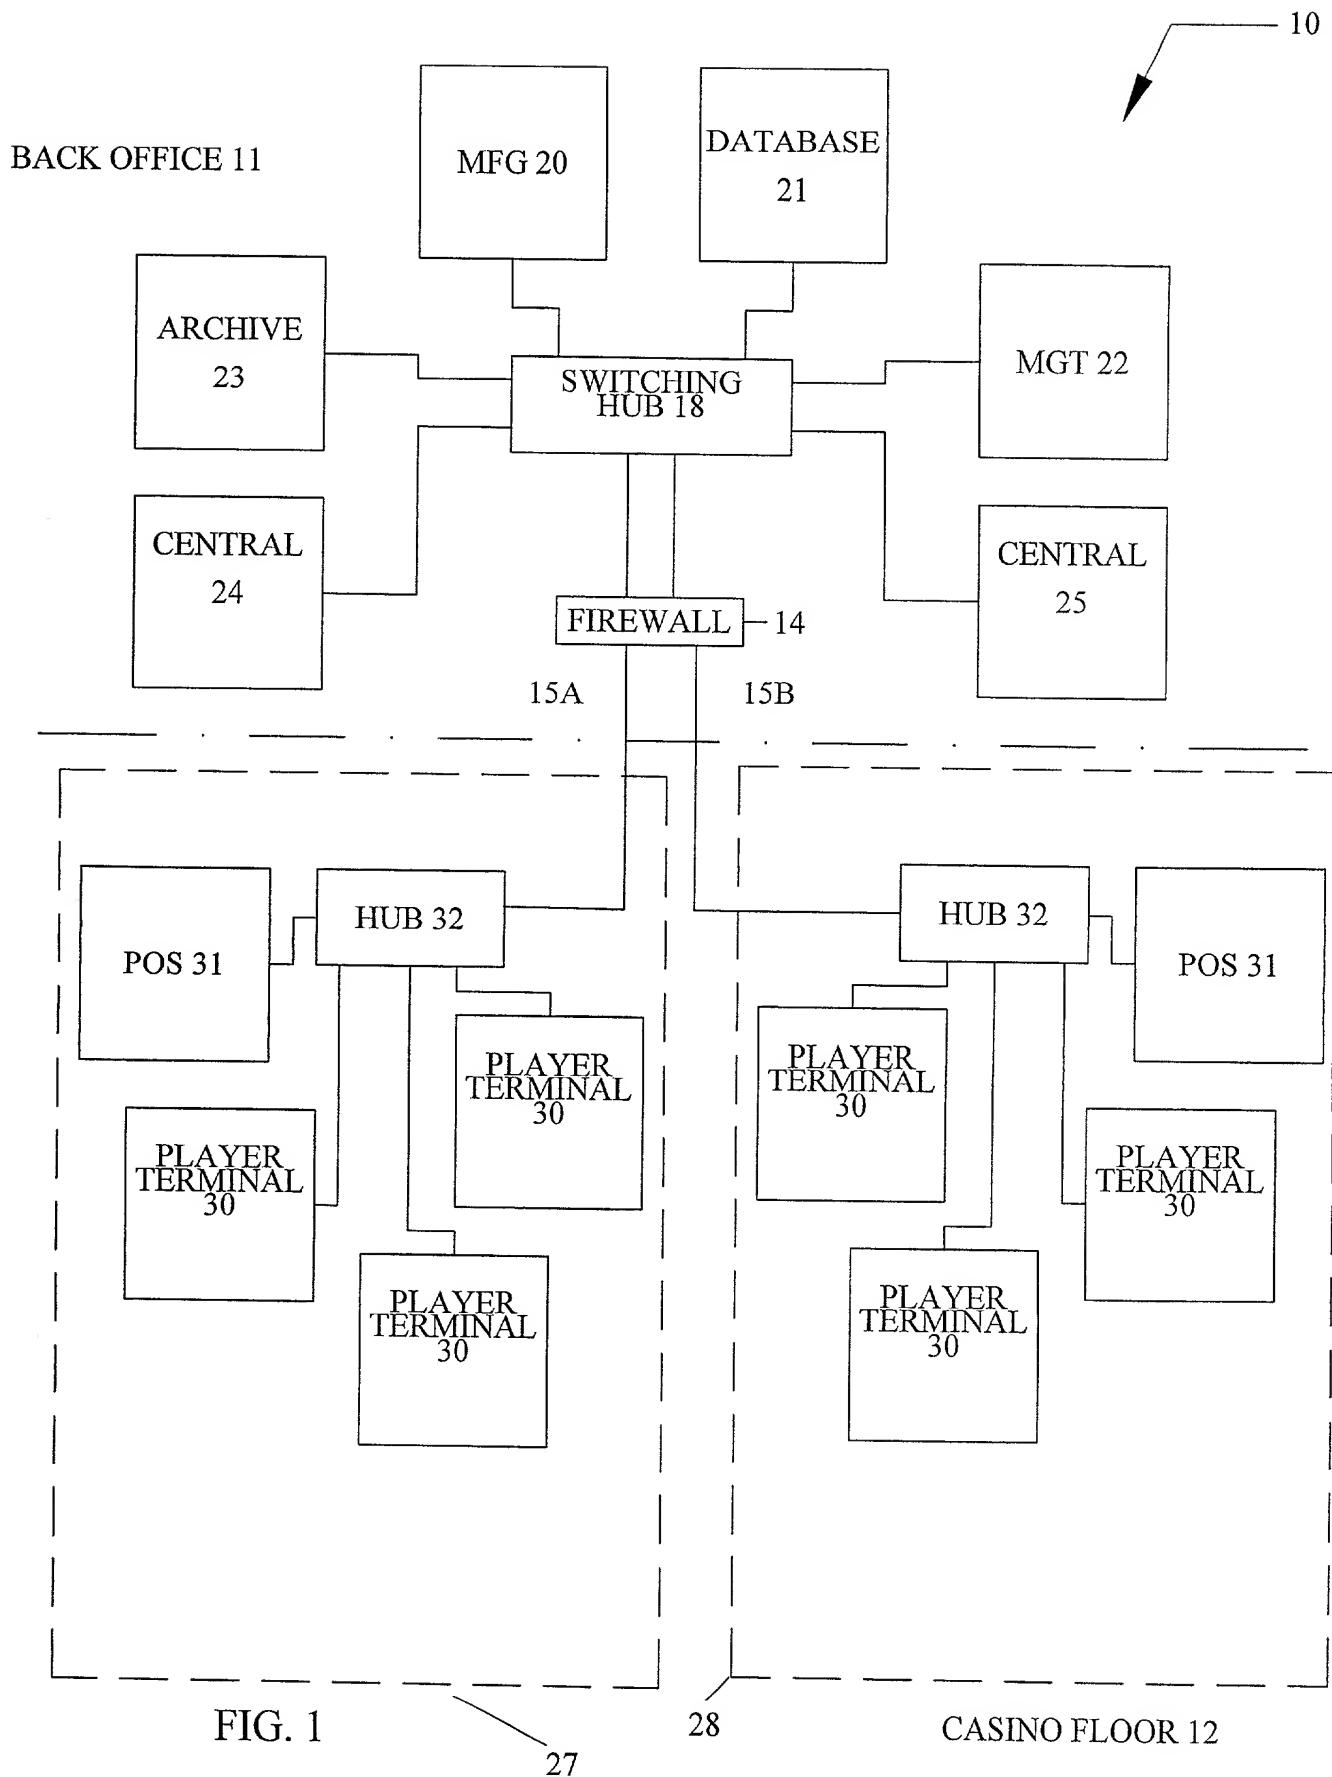 10
BACK OFFICE 11
MFG 20
DATABASE
21
ARCHIVE
23
SWITCHING
HUB 18
MGT 22
CENTRAL
24
CENTRAL
25
FIREWALL
14
15A
15B
POS 31
HUB 32
HUB 32
POS 31
PLAYER
TERMINAL
30
PLAYER
TERMINAL
30
PLAYER
TERMINAL
30
PLAYER
TERMINAL
30
PLAYER
TERMINAL
30
PLAYER
TERMINAL
30
FIG. 1
27
28
CASINO FLOOR 12